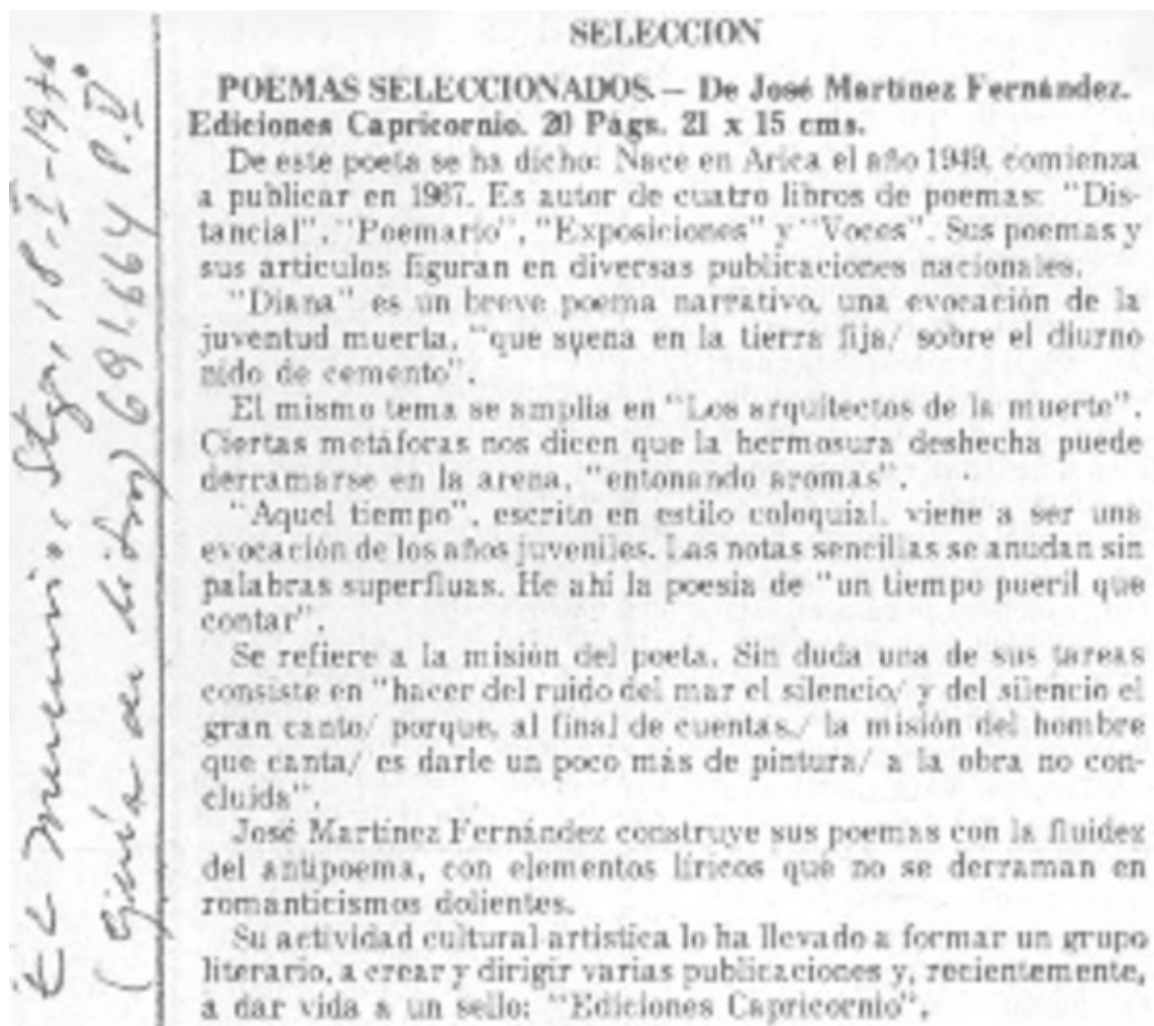 SELECCION
POEMAS SELECCIONADOS.— De José Martínez Fernández.
Ediciones Capricornio. 20 Págs. 21 x 15 cms.
De este poeta se ha dicho: Nace en Arica el año 1949, comienza
a publicar en 1967. Es autor de cuatro libros de poemas: "Dis-
tancial", "Poemario", "Exposiciones" y "Voces". Sus poemas y
sus artículos figuran en diversas publicaciones nacionales.
"Diana" es un breve poema narrativo, una evocación de la
juventud muerta, "que suena en la tierra fija/ sobre el diurno
nido de cemento".
El mismo tema se amplía en "Los arquitectos de la muerte".
Ciertas metáforas nos dicen que la hermosura deshecha puede
derramarse en la arena, "entonando aromas".
"Aquel tiempo", escrito en estilo coloquial, viene a ser una
evocación de los años juveniles. Las notas sencillas se anudan sin
palabras superfluas. He ahí la poesía de "un tiempo pueril que
contar".
Se refiere a la misión del poeta. Sin duda una de sus tareas
consiste en "hacer del ruido del mar el silencio/ y del silencio el
gran canto/ porque, al final de cuentas,/ la misión del hombre
que canta/ es darle un poco más de pintura/ a la obra no con-
cluida".
José Martínez Fernández construye sus poemas con la fluidez
del antipoema, con elementos líricos que no se derraman en
romanticismos dolientes.
Su actividad cultural-artística lo ha llevado a formar un grupo
literario, a crear y dirigir varias publicaciones y, recientemente,
a dar vida a un sello: "Ediciones Capricornio".
El Mercurio. Stgo. 18-I-1976
691.664 P.D.